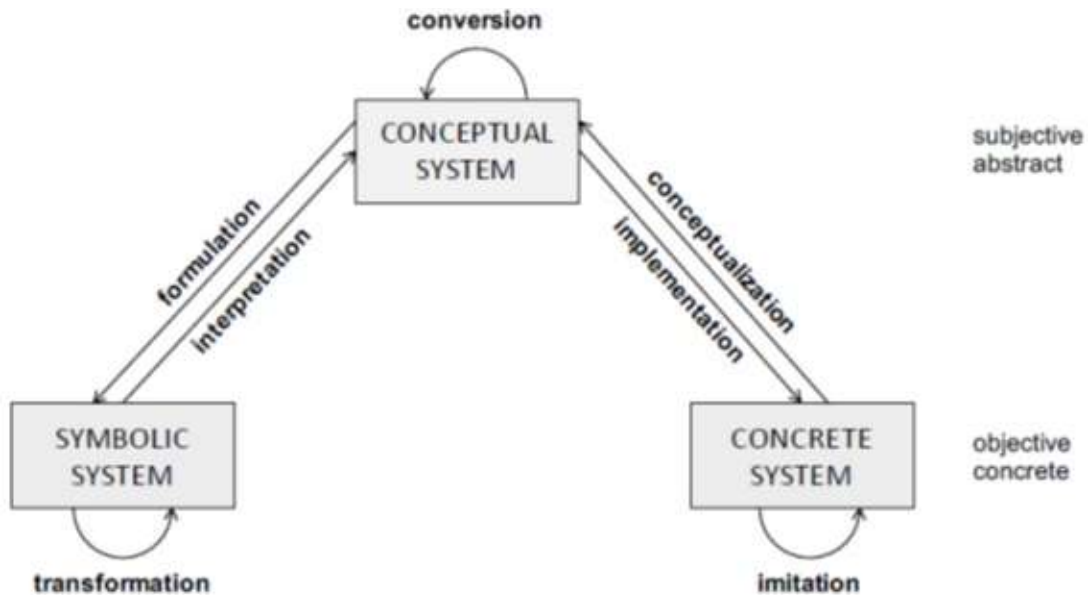 conversion
CONCEPTUAL
SYSTEM
subjective
abstract
formulation
interpretation
implementation
conceptualization
SYMBOLIC
SYSTEM
CONCRETE
SYSTEM
objective
concrete
transformation
imitation